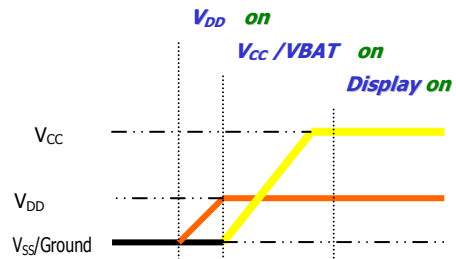 VDD on
VCC /VBAT on
Display on
VCC
VDD
VSS/Ground